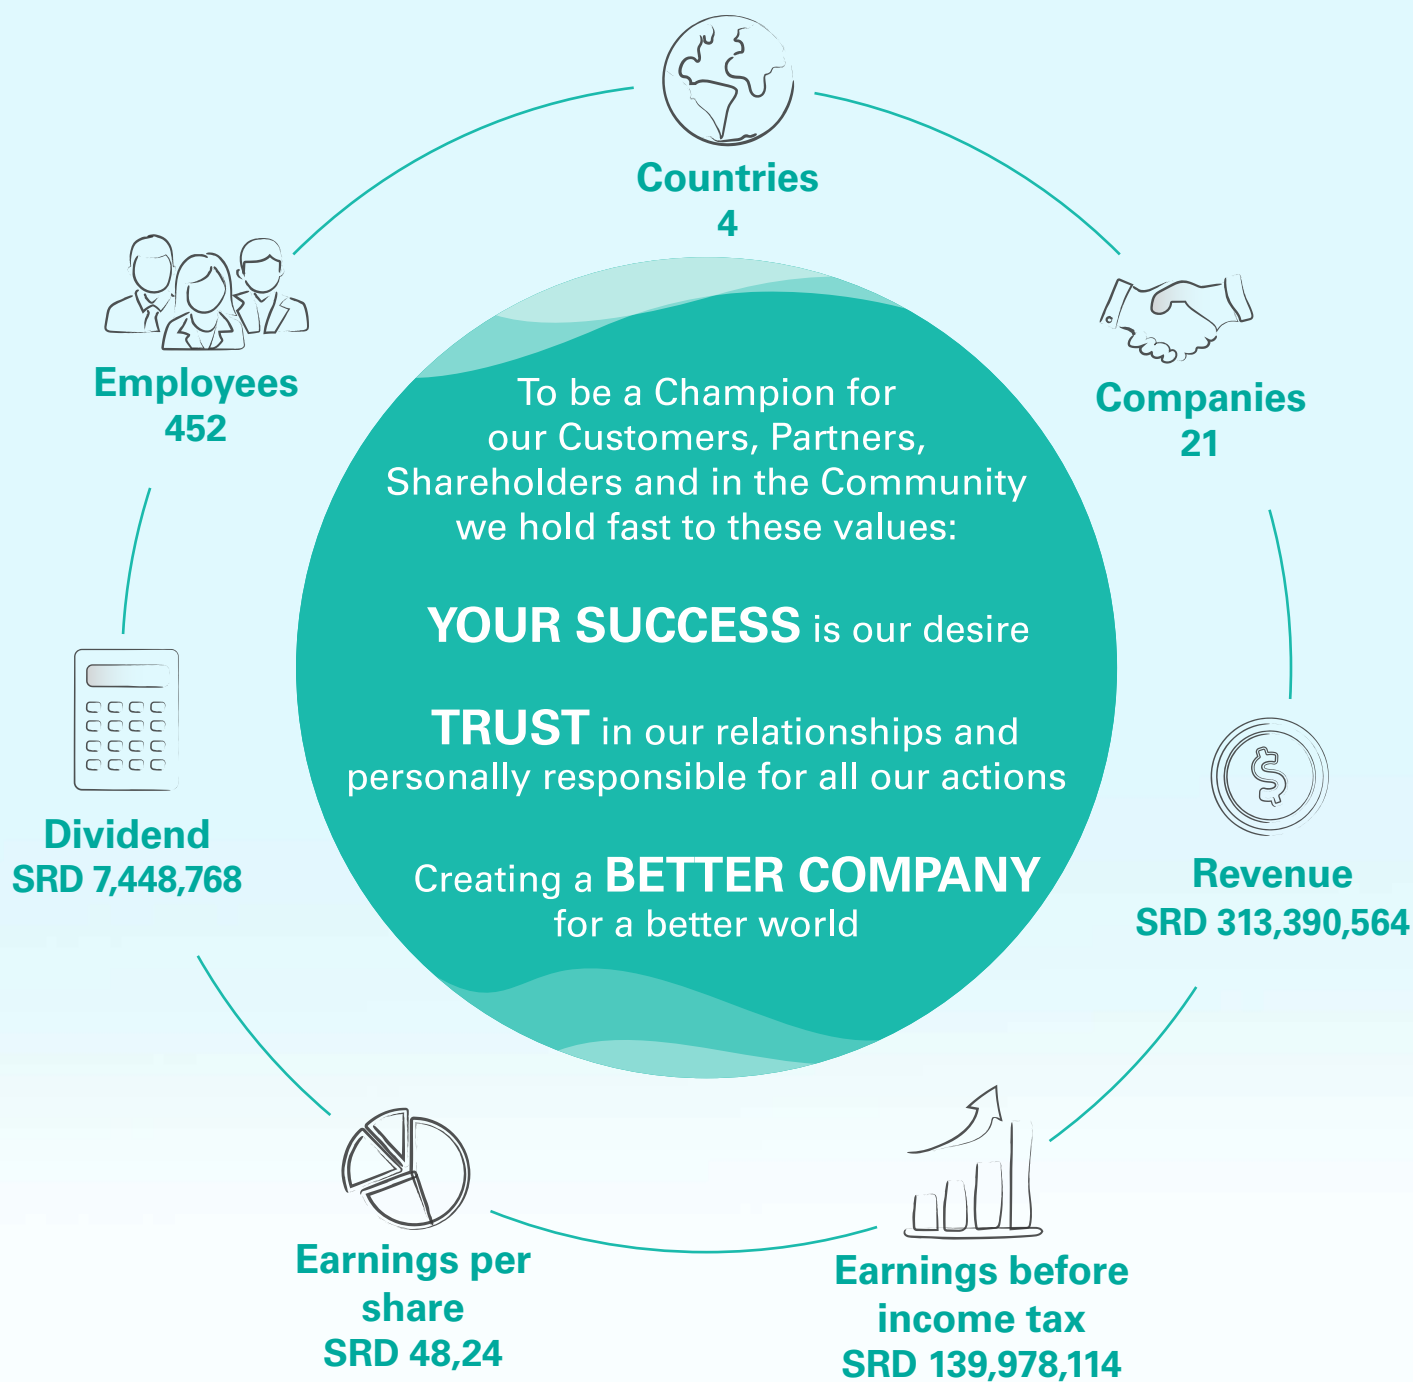 Countries
4
Employees
452
Companies
21
To be a Champion for
our Customers, Partners,
Shareholders and in the Community
we hold fast to these values:
YOUR SUCCESS is our desire
TRUST in our relationships and
personally responsible for all our actions
Creating a BETTER COMPANY
for a better world
Dividend
SRD 7,448,768
Revenue
SRD 313,390,564
Earnings per
share
SRD 48,24
Earnings before
income tax
SRD 139,978,114